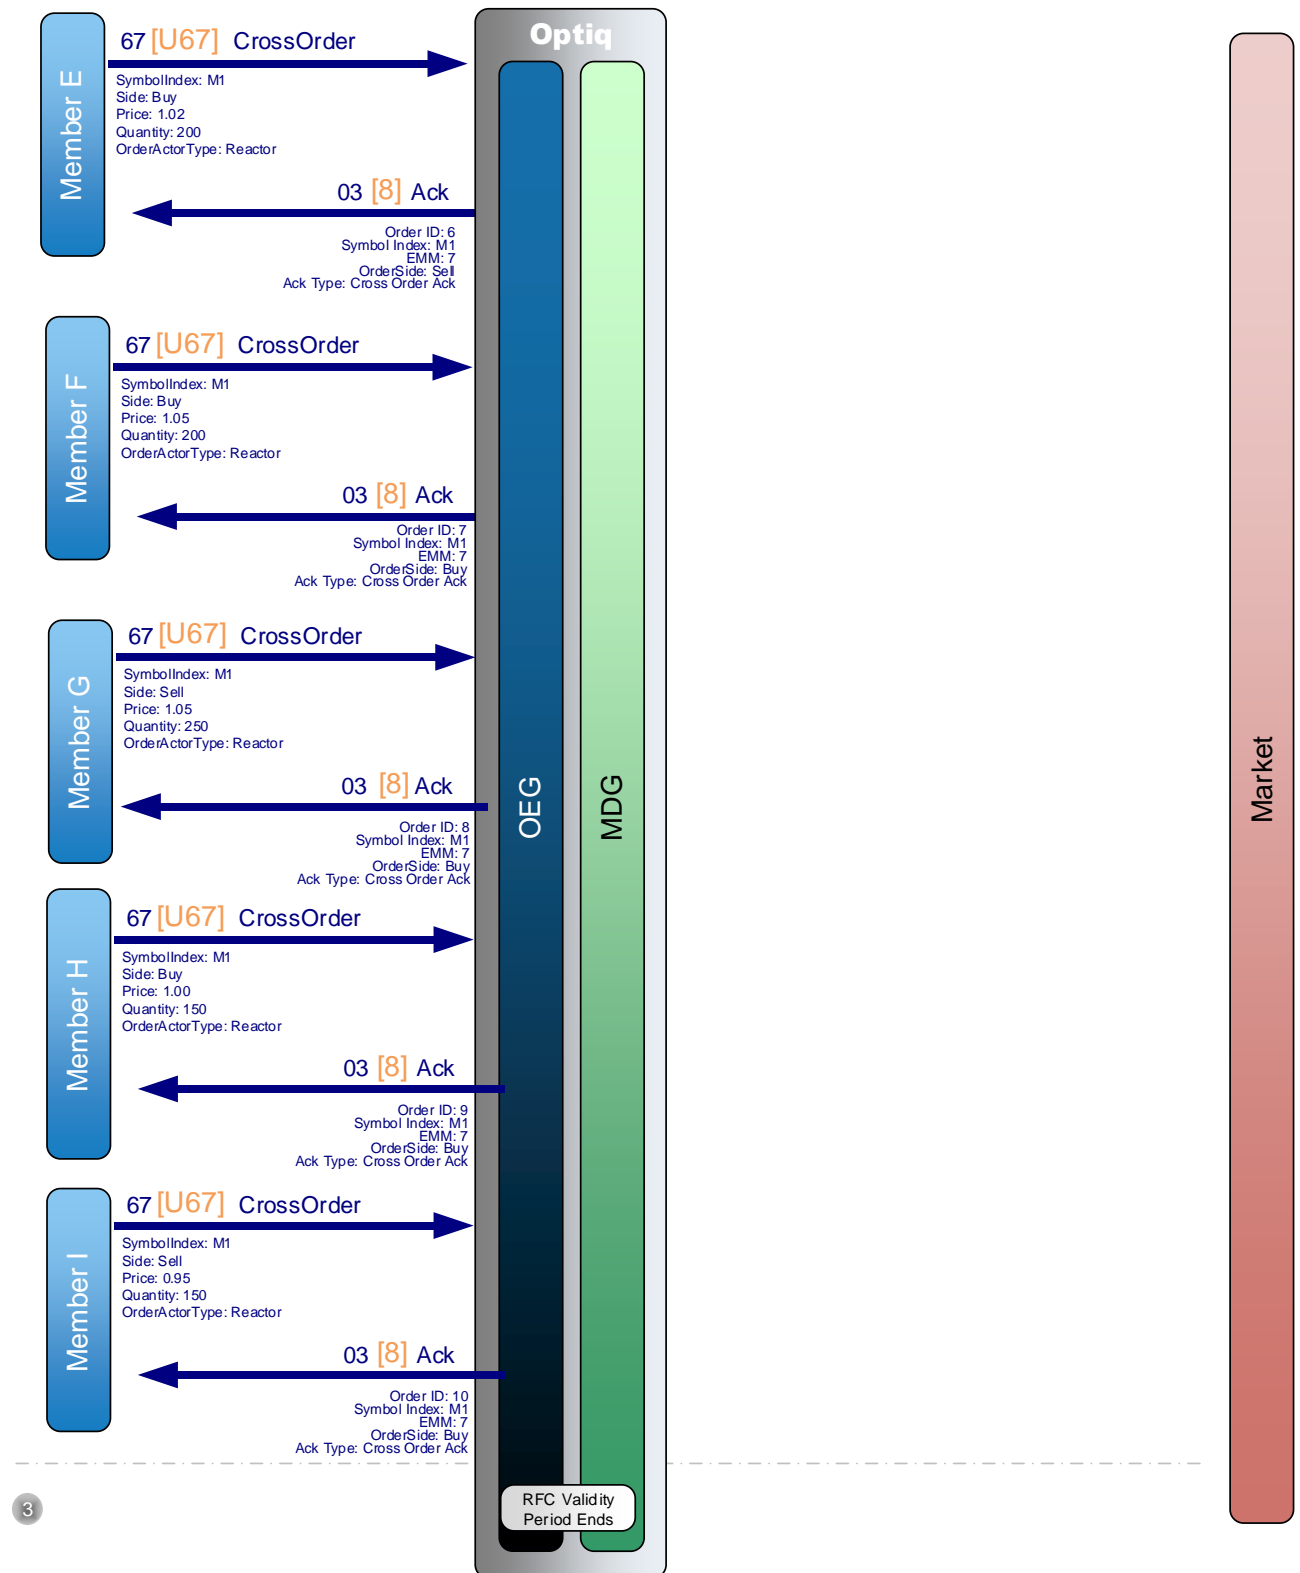 Optiq
Member E
67 [U67] CrossOrder
SymbolIndex: M1
Side: Buy
Price: 1.02
Quantity: 200
OrderActorType: Reactor
03 [8] Ack
Order ID: 6
Symbol Index: M1
EMM: 7
OrderSide: Sell
Ack Type: Cross Order Ack
Member F
67 [U67] CrossOrder
SymbolIndex: M1
Side: Buy
Price: 1.05
Quantity: 200
OrderActorType: Reactor
03 [8] Ack
Order ID: 7
Symbol Index: M1
EMM: 7
OrderSide: Buy
Ack Type: Cross Order Ack
Member G
67 [U67] CrossOrder
SymbolIndex: M1
Side: Sell
Price: 1.05
Quantity: 250
OrderActorType: Reactor
03 [8] Ack
Order ID: 8
Symbol Index: M1
EMM: 7
OrderSide: Buy
Ack Type: Cross Order Ack
OEG
MDG
Market
Member H
67 [U67] CrossOrder
SymbolIndex: M1
Side: Buy
Price: 1.00
Quantity: 150
OrderActorType: Reactor
03 [8] Ack
Order ID: 9
Symbol Index: M1
EMM: 7
OrderSide: Buy
Ack Type: Cross Order Ack
Member I
67 [U67] CrossOrder
SymbolIndex: M1
Side: Sell
Price: 0.95
Quantity: 150
OrderActorType: Reactor
03 [8] Ack
Order ID: 10
Symbol Index: M1
EMM: 7
OrderSide: Buy
Ack Type: Cross Order Ack
3
RFC Validity
Period Ends